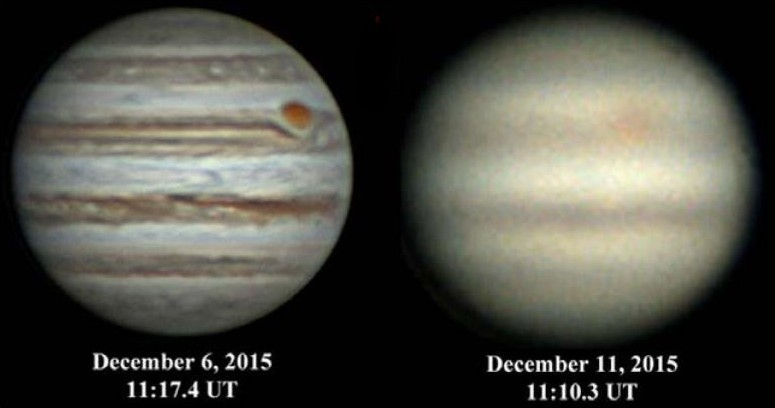 December 6, 2015
11:17.4 UT
December 11, 2015
11:10.3 UT